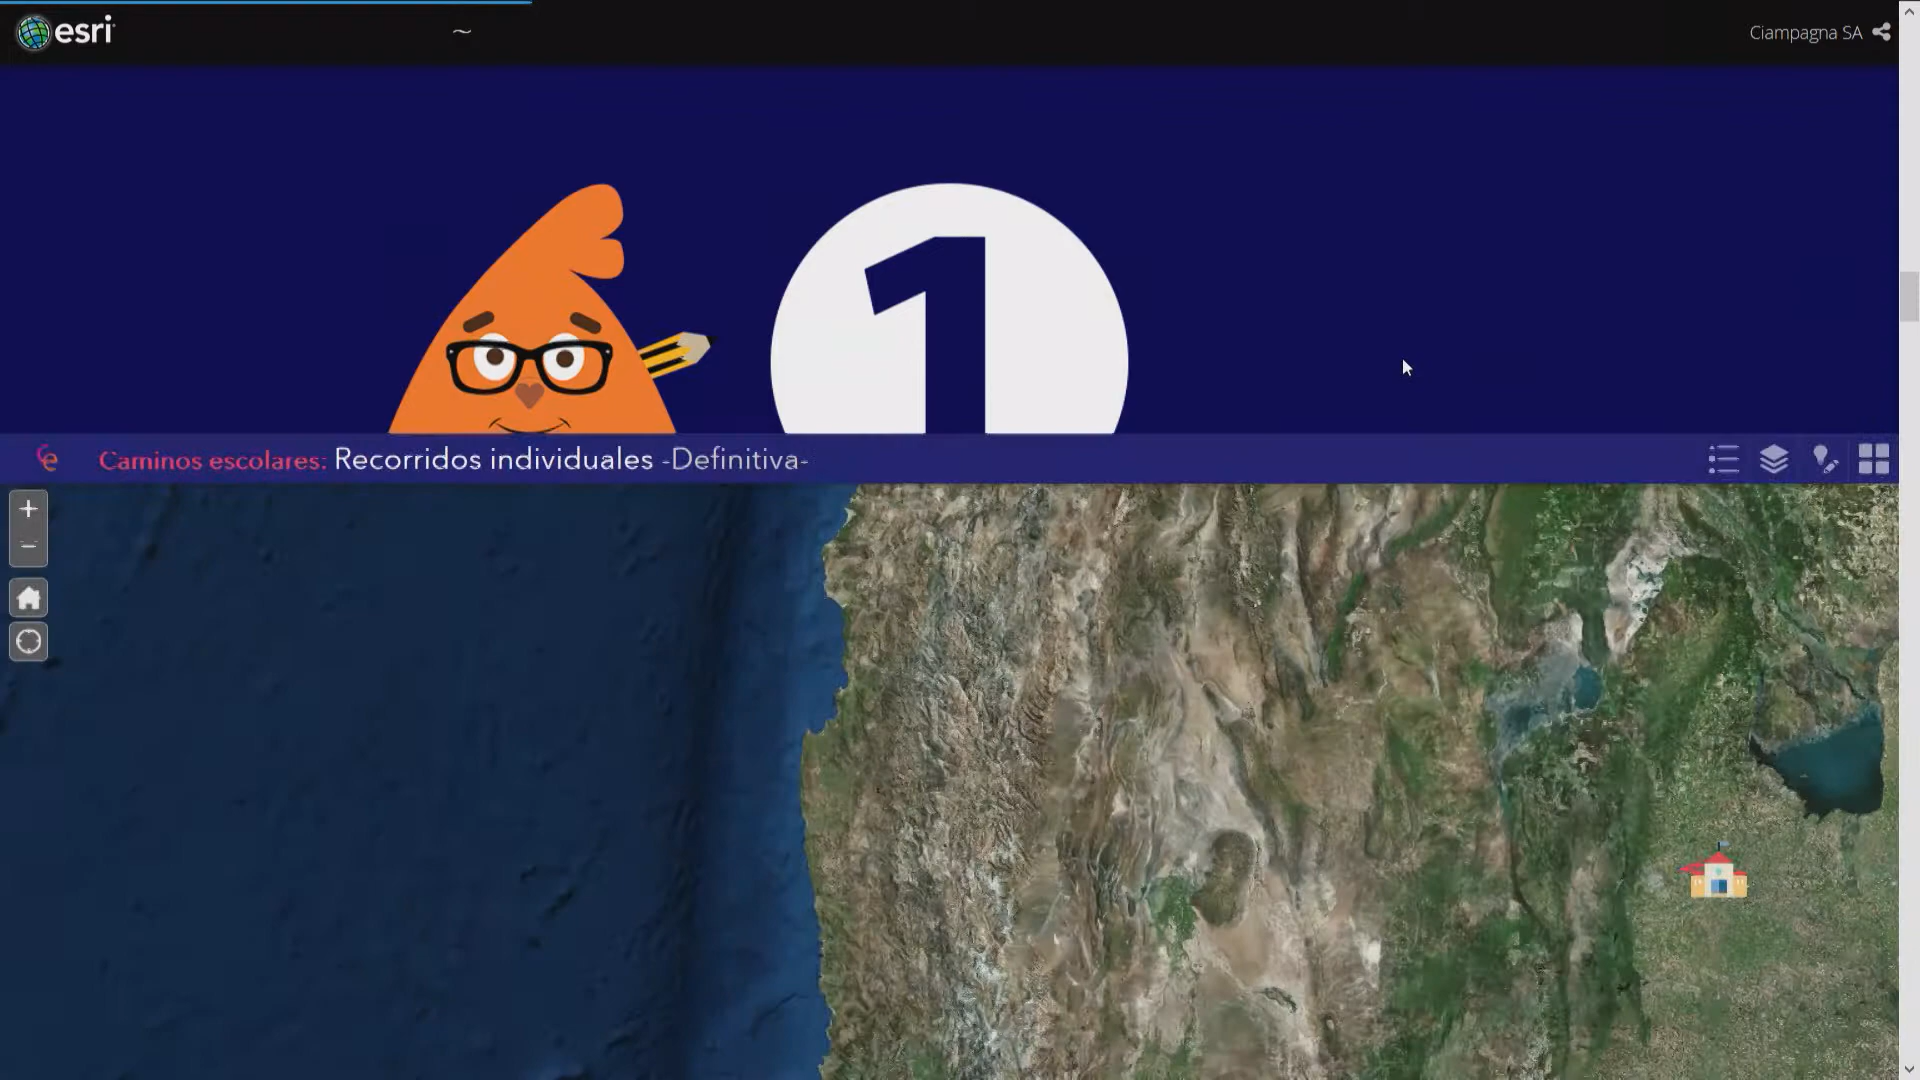 esri
Ciampagna SA
1
Caminos escolares: Recorridos individuales -Definitiva-